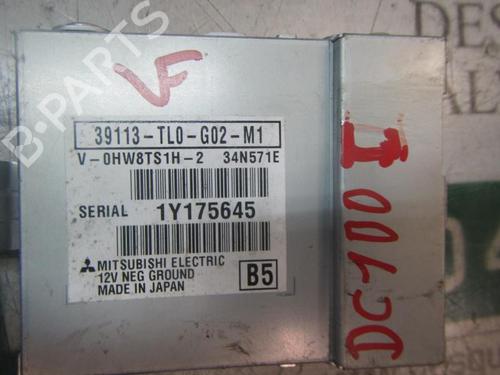 VF
B-PARTS
39113-TL0-G02-M1
V-0HW8TS1H-2 34N571E
SERIAL 1Y175645
MITSUBISHI ELECTRIC
12V NEG GROUND
MADE IN JAPAN
B5
DC100 I
DES